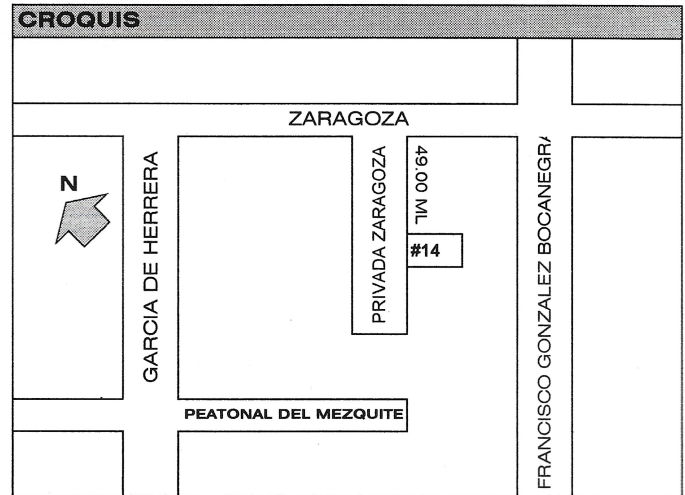 CROQUIS
ZARAGOZA
N
GARCIA DE HERRERA
PRIVADA ZARAGOZA
49.00 ML
#14
FRANCISCO GONZALEZ BOCANEGRA
PEATONAL DEL MEZQUITE